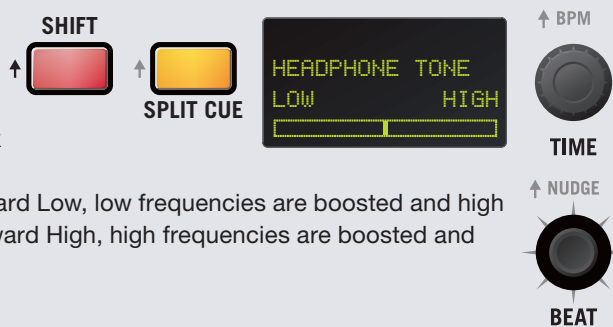 SHIFT
SPLIT CUE
HEADPHONE TONE
LOW HIGH
BPM
TIME
NUDGE
BEAT
ard Low, low frequencies are boosted and high
ward High, high frequencies are boosted and